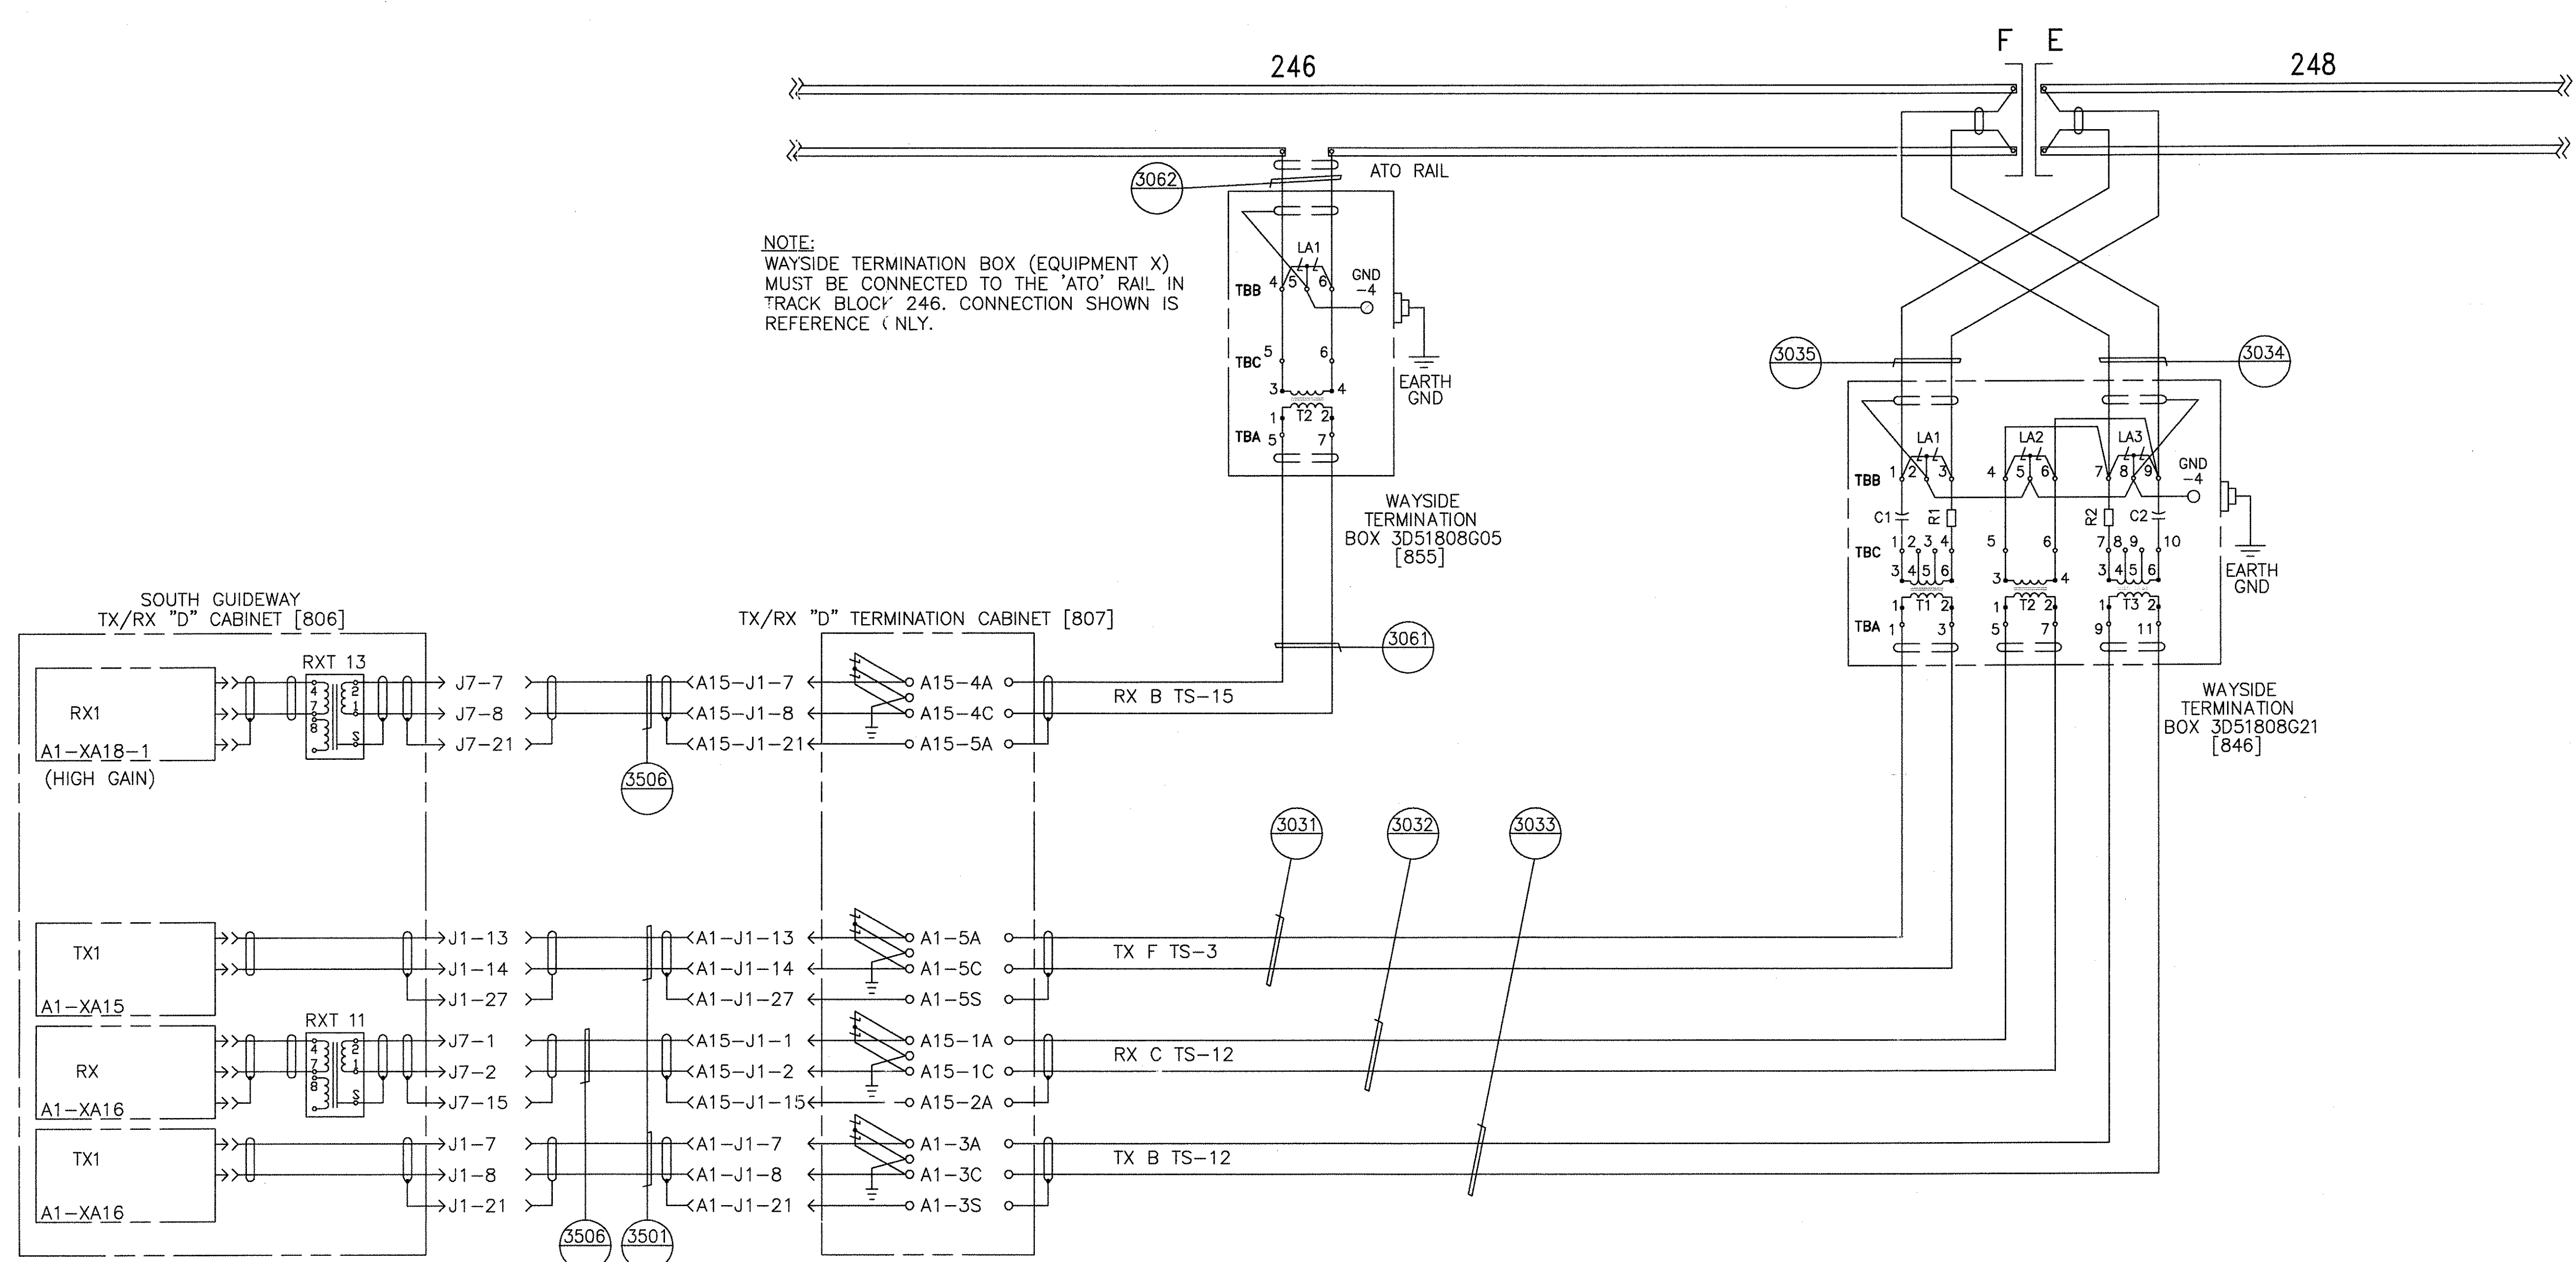 F E
246
248
3062
ATO RAIL
NOTE:
WAYSIDE TERMINATION BOX (EQUIPMENT X)
MUST BE CONNECTED TO THE 'ATO' RAIL IN
TRACK BLOCK 246. CONNECTION SHOWN IS
REFERENCE ONLY.
LA1
TBB 4 5 6
GND
-4
TBC 5 6
3 4
EARTH
GND
1 T2 2
TBA 5 7
WAYSIDE
TERMINATION
BOX 3D51808G05
[855]
3035
3034
LA1 LA2 LA3
TBB 1 2 3 4 5 6 7 8 9
GND
-4
C1 R1 R2 C2
TBC 1 2 3 4 5 6 7 8 9 10
3 4 5 6 3 4 3 4 5 6
EARTH
GND
1 T1 2 1 T2 2 1 T3 2
TBA 1 3 5 7 9 11
WAYSIDE
TERMINATION
BOX 3D51808G21
[846]
SOUTH GUIDEWAY
TX/RX "D" CABINET [806]
TX/RX "D" TERMINATION CABINET [807]
3061
RX1
A1-XA18-1
(HIGH GAIN)
RXT 13
4 2
7 1
8 S
J7-7 A15-J1-7 A15-4A
J7-8 A15-J1-8 A15-4C
J7-21 A15-J1-21 A15-5A
RX B TS-15
3506
3031
3032
3033
TX1
A1-XA15
J1-13 A1-J1-13 A1-5A
J1-14 A1-J1-14 A1-5C
J1-27 A1-J1-27 A1-5S
TX F TS-3
RX
A1-XA16
RXT 11
4 2
7 1
8 S
J7-1 A15-J1-1 A15-1A
J7-2 A15-J1-2 A15-1C
J7-15 A15-J1-15 A15-2A
RX C TS-12
TX1
A1-XA16
J1-7 A1-J1-7 A1-3A
J1-8 A1-J1-8 A1-3C
J1-21 A1-J1-21 A1-3S
TX B TS-12
3506
3501